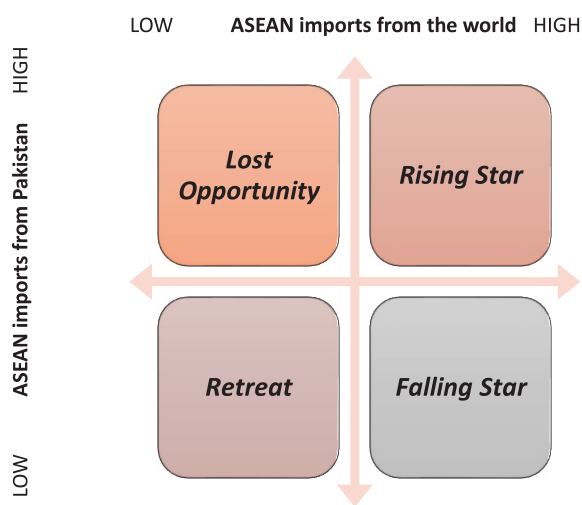 LOW ASEAN imports from the world HIGH
HIGH
ASEAN imports from Pakistan
LOW
Lost
Opportunity
Rising Star
Retreat
Falling Star